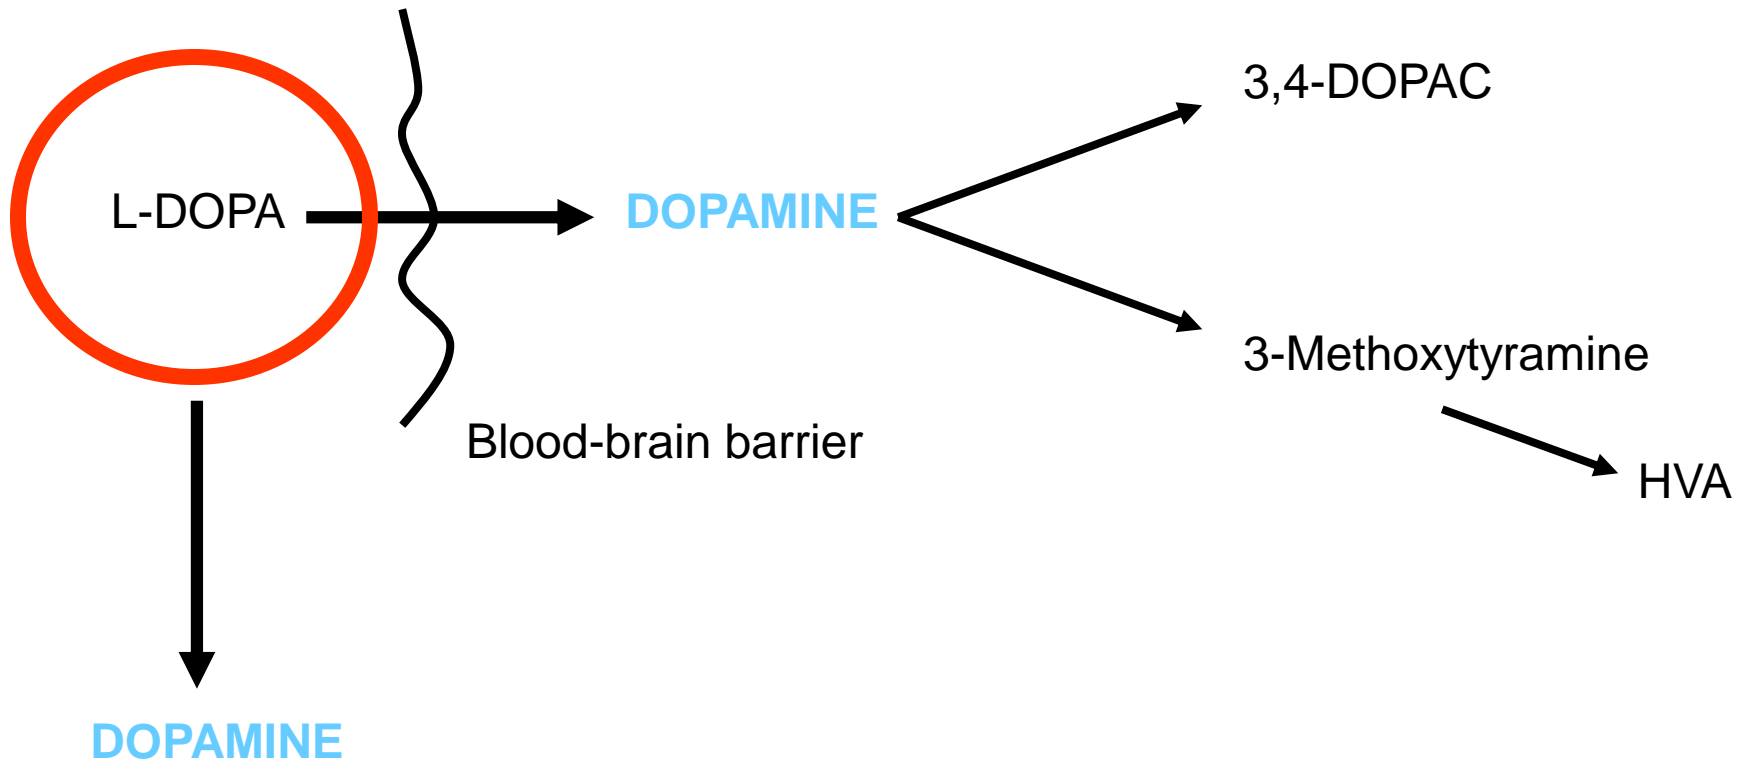 3,4-DOPAC
L-DOPA
DOPAMINE
3-Methoxytyramine
Blood-brain barrier
HVA
DOPAMINE